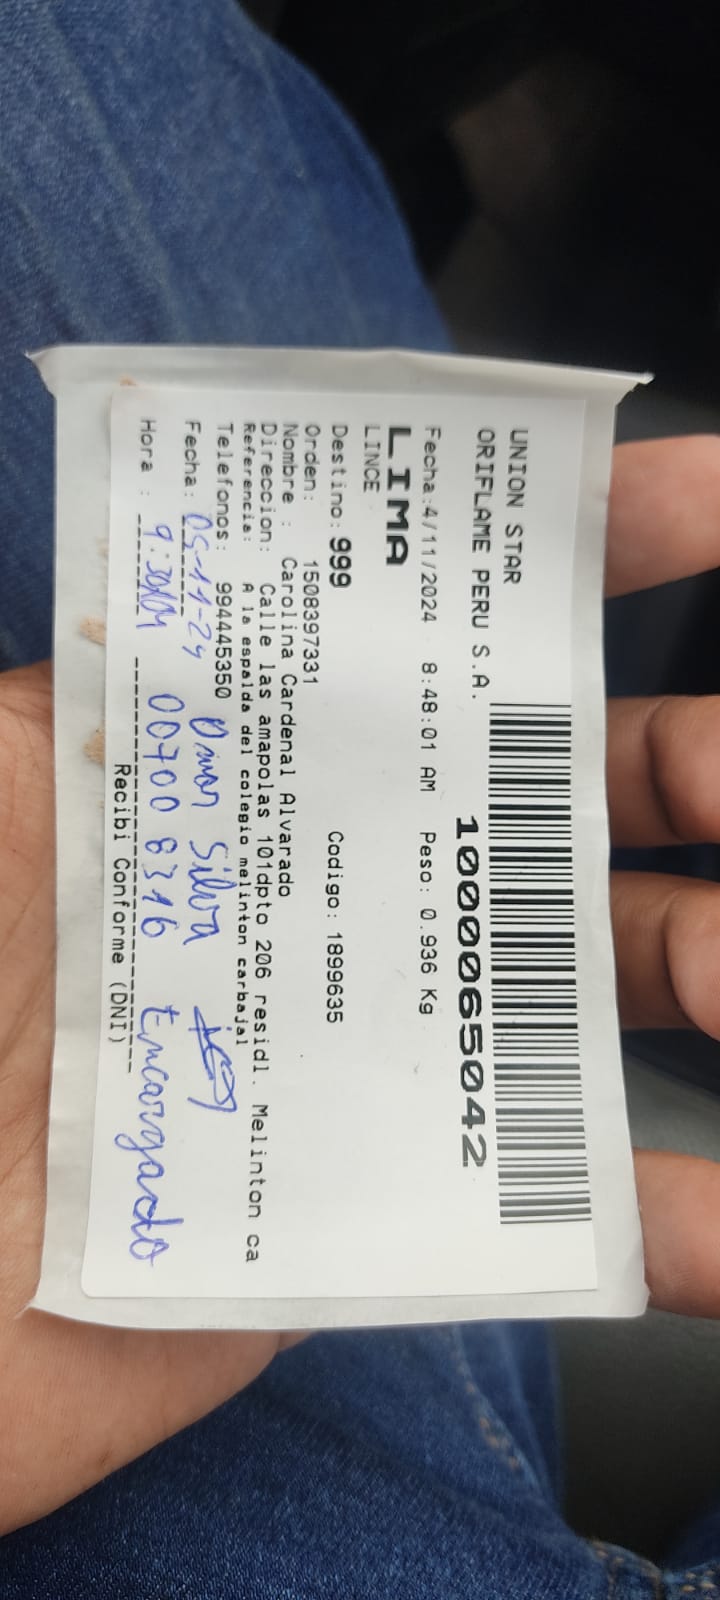 UNION STAR
ORIFLAME PERU S.A.
1000065042
Fecha:4/11/2024 8:48:01 AM Peso: 0.936 Kg
LIMA
LINCE
Destino: 999 Codigo: 1899635
Orden: 1508397331
Nombre : Carolina Cardenal Alvarado
Direccion: Calle las amapolas 101dpto 206 residl. Melinton ca
Referencia: A la espalda del colegio melinton carbajal
Telefonos: 994445350
Fecha: 05-11-24 Omar Silva
Hora : 9:30AM 00700 8316 Encargado
Recibi Conforme (DNI)